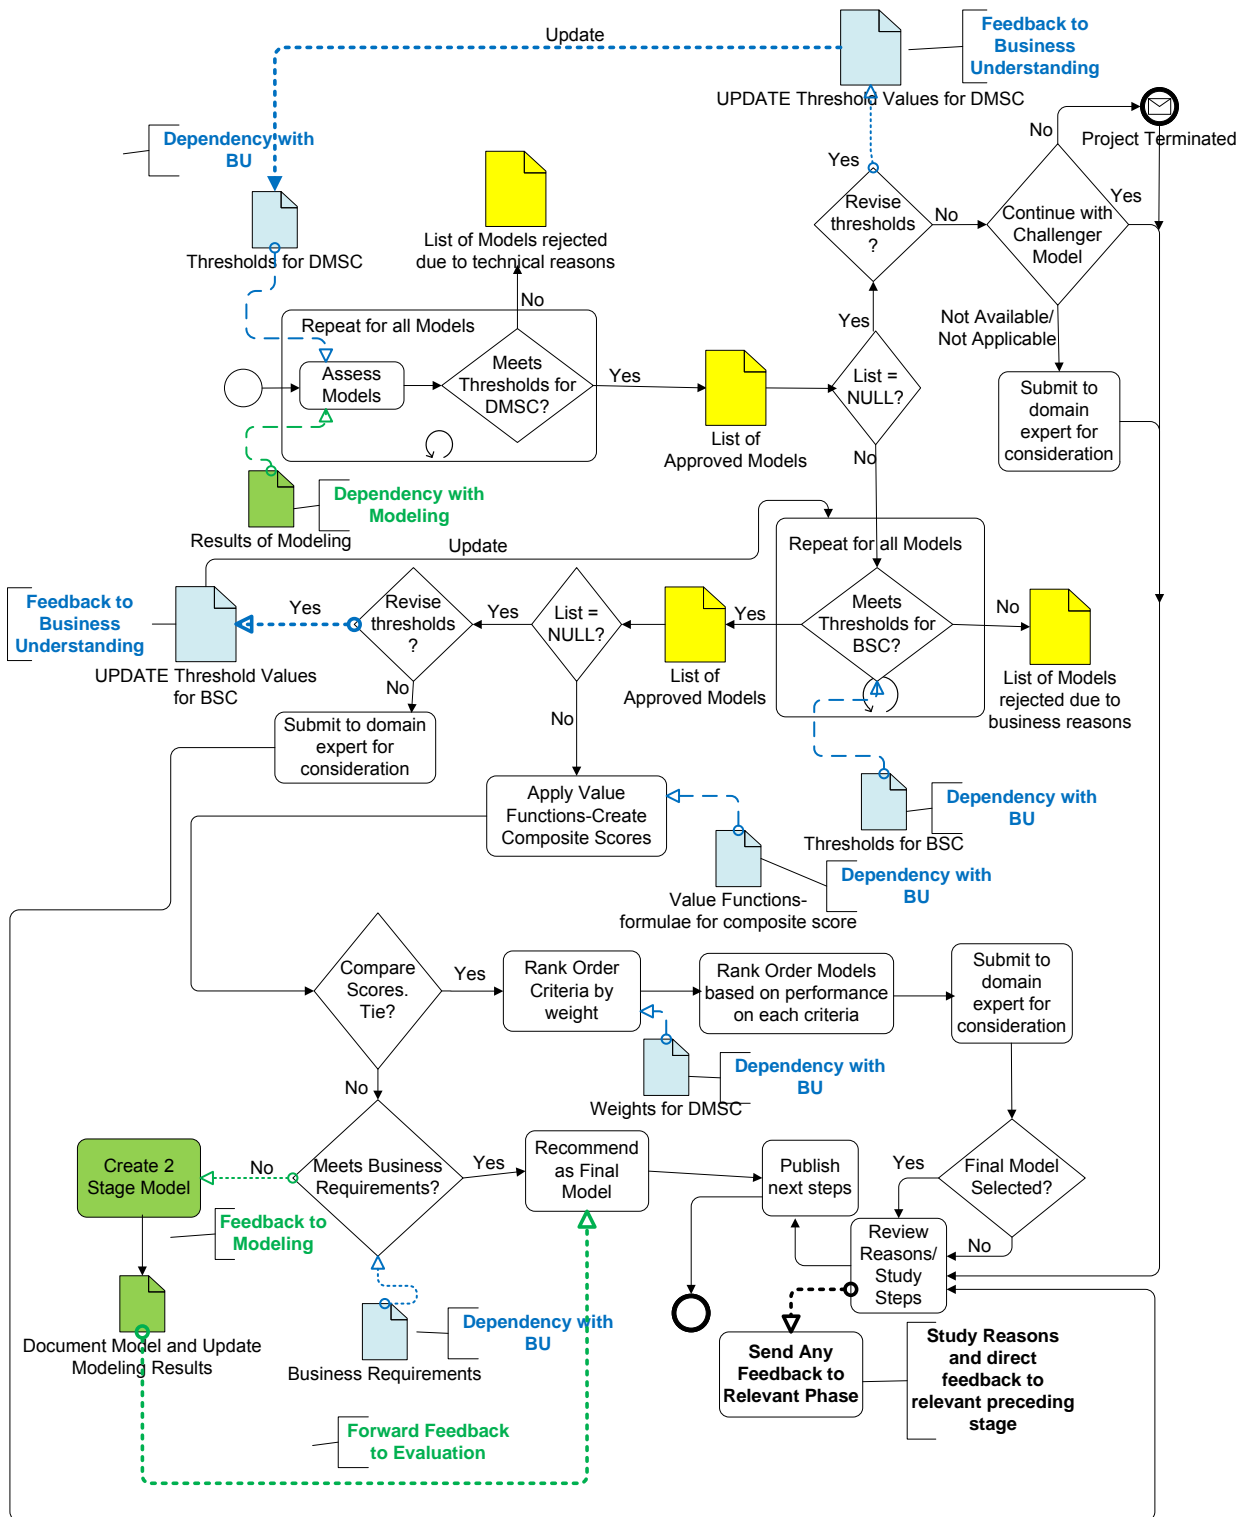 Update
Feedback to
Business
Understanding
UPDATE Threshold Values for DMSC
No
Project Terminated
Dependency with
BU
Yes
Revise
thresholds
?
No
Continue with
Challenger
Model
Yes
Thresholds for DMSC
List of Models rejected
due to technical reasons
No
Not Available/
Not Applicable
Repeat for all Models
Assess
Models
Meets
Thresholds for
DMSC?
Yes
List of
Approved Models
Yes
List =
NULL?
No
Submit to
domain
expert for
consideration
Dependency with
Modeling
Results of Modeling
Update
Repeat for all Models
Feedback to
Business
Understanding
UPDATE Threshold Values
for BSC
Yes
Revise
thresholds
?
Yes
List =
NULL?
List of
Approved Models
Yes
Meets
Thresholds for
BSC?
No
List of Models
rejected due to
business reasons
No
Submit to domain
expert for
consideration
No
Apply Value
Functions-Create
Composite Scores
Thresholds for BSC
Dependency with
BU
Value Functions-
formulae for composite score
Dependency with
BU
Compare
Scores.
Tie?
Yes
Rank Order
Criteria by
weight
Rank Order Models
based on performance
on each criteria
Submit to
domain
expert for
consideration
Weights for DMSC
Dependency with
BU
No
Create 2
Stage Model
No
Meets Business
Requirements?
Yes
Recommend
as Final
Model
Publish
next steps
Yes
Final Model
Selected?
No
Feedback to
Modeling
Review
Reasons/
Study
Steps
Document Model and Update
Modeling Results
Business Requirements
Dependency with
BU
Send Any
Feedback to
Relevant Phase
Study Reasons
and direct
feedback to
relevant preceding
stage
Forward Feedback
to Evaluation